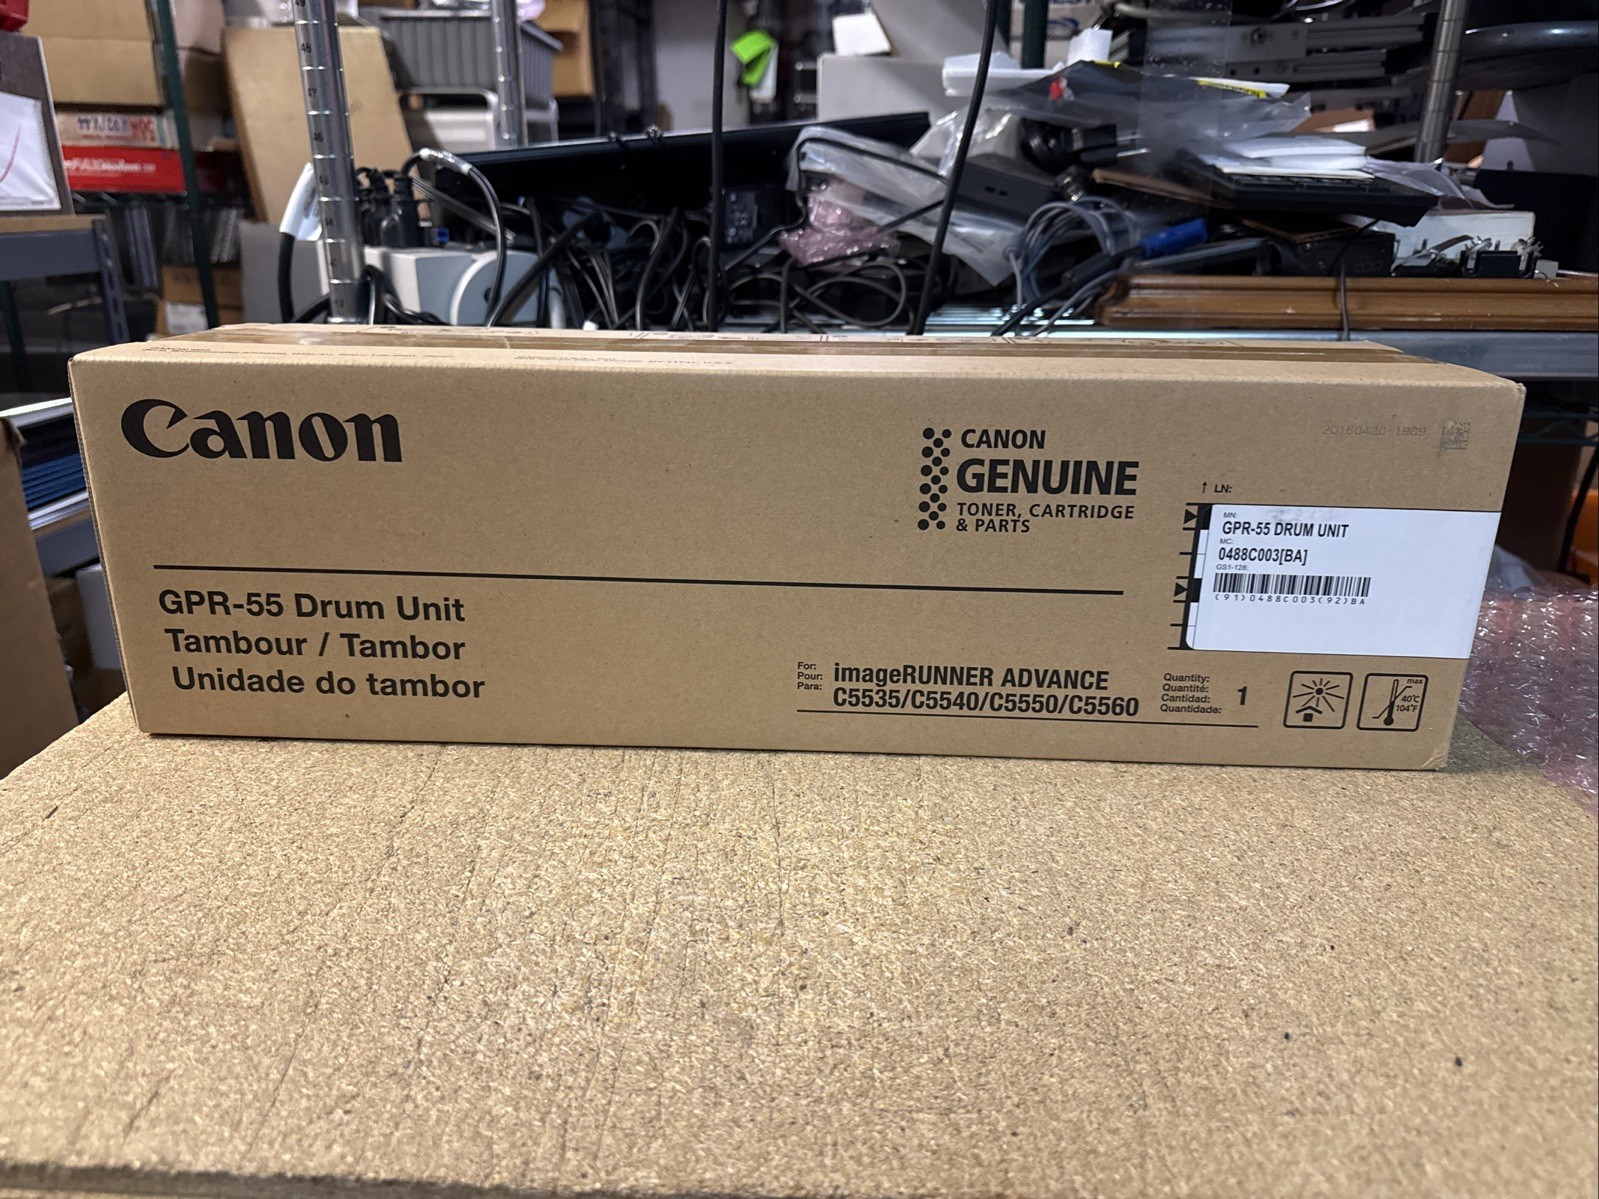 Canon
CANON
GENUINE
TONER, CARTRIDGE
& PARTS
↑ LN:
MN:
GPR-55 DRUM UNIT
MC:
0488C003[BA]
GS1-128:
(91)0488C003(92)BA
GPR-55 Drum Unit
Tambour / Tambor
Unidade do tambor
For:
Pour:
Para:
imageRUNNER ADVANCE
C5535/C5540/C5550/C5560
Quantity:
Quantité:
Cantidad:
Quantidade:
1
max
40°C
104°F